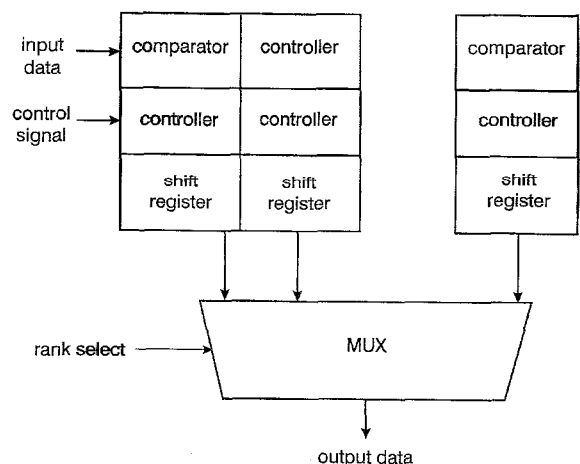 input
data
comparator controller comparator
control
signal
controller controller controller
shift
register
shift
register
shift
register
rank select
MUX
output data